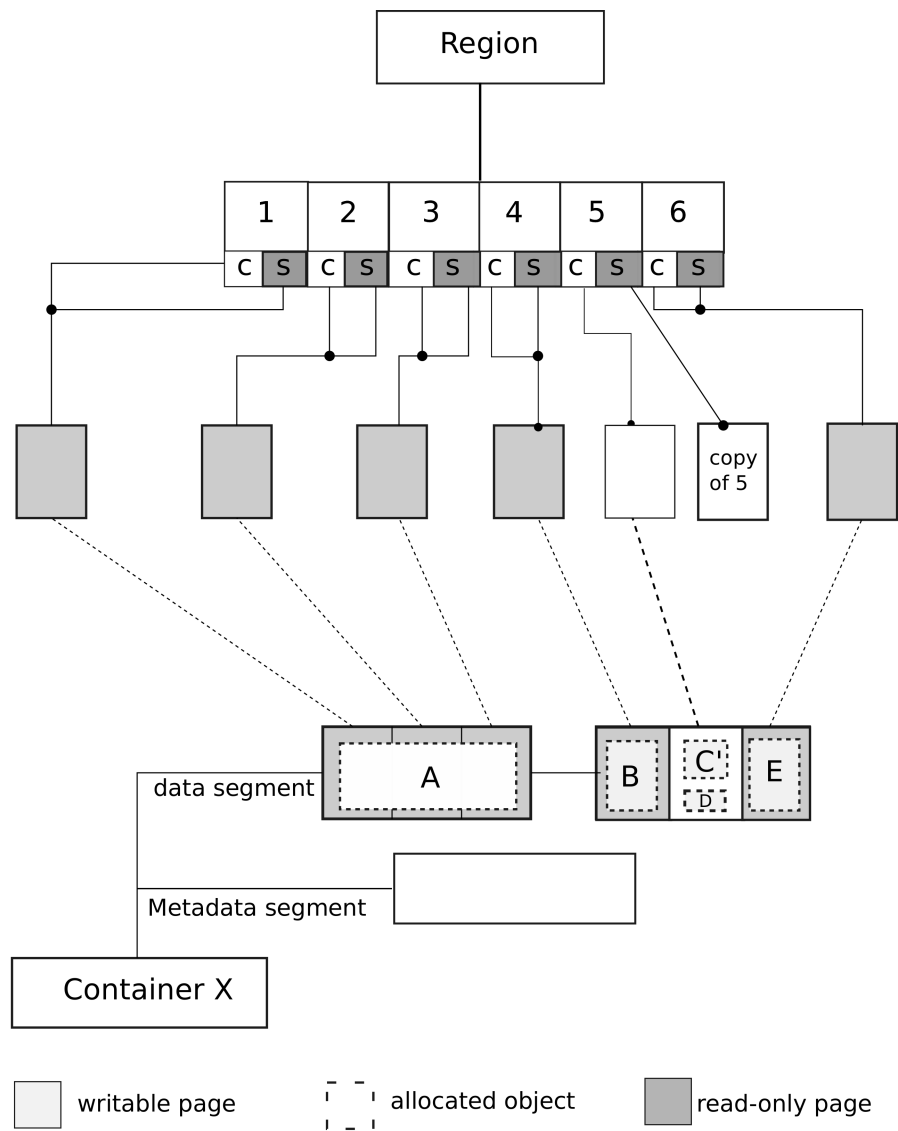 Region
1 2 3 4 5 6
C S C S C S C S C S C S
copy
of 5
A
B
C'
D
E
data segment
Metadata segment
Container X
writable page
allocated object
read-only page